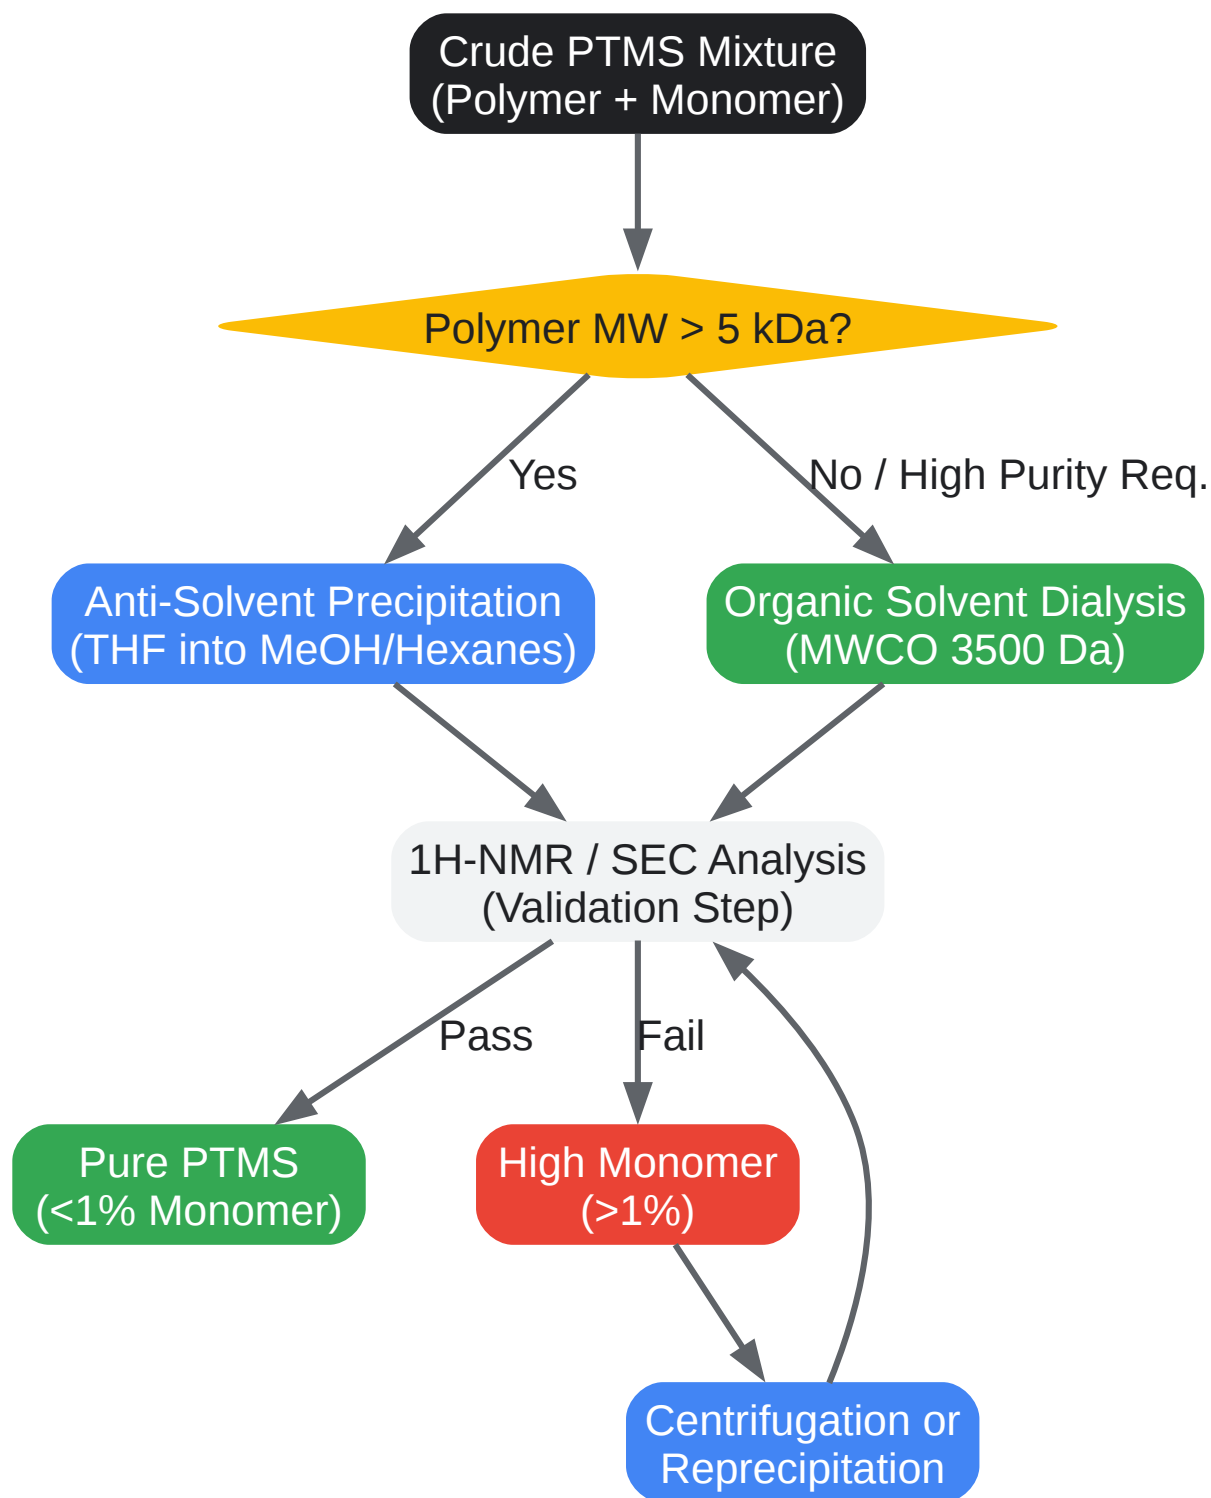 Crude PTMS Mixture
(Polymer + Monomer)
Polymer MW > 5 kDa?
Yes
No / High Purity Req.
Anti-Solvent Precipitation
(THF into MeOH/Hexanes)
Organic Solvent Dialysis
(MWCO 3500 Da)
1H-NMR / SEC Analysis
(Validation Step)
Pass
Fail
Pure PTMS
(<1% Monomer)
High Monomer
(>1%)
Centrifugation or
Reprecipitation